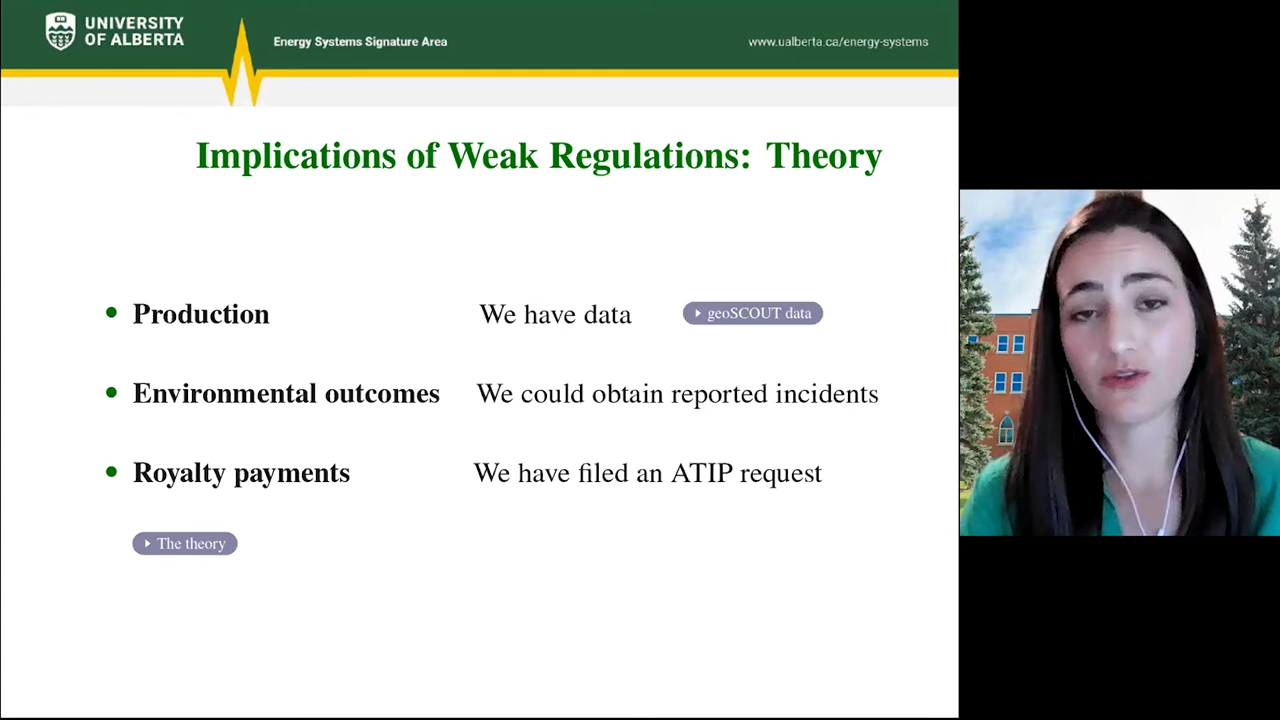 UNIVERSITY
OF ALBERTA
Energy Systems Signature Area
www.ualberta.ca/energy-systems
Implications of Weak Regulations: Theory
• Production We have data geoSCOUT data
• Environmental outcomes We could obtain reported incidents
• Royalty payments We have filed an ATIP request
The theory